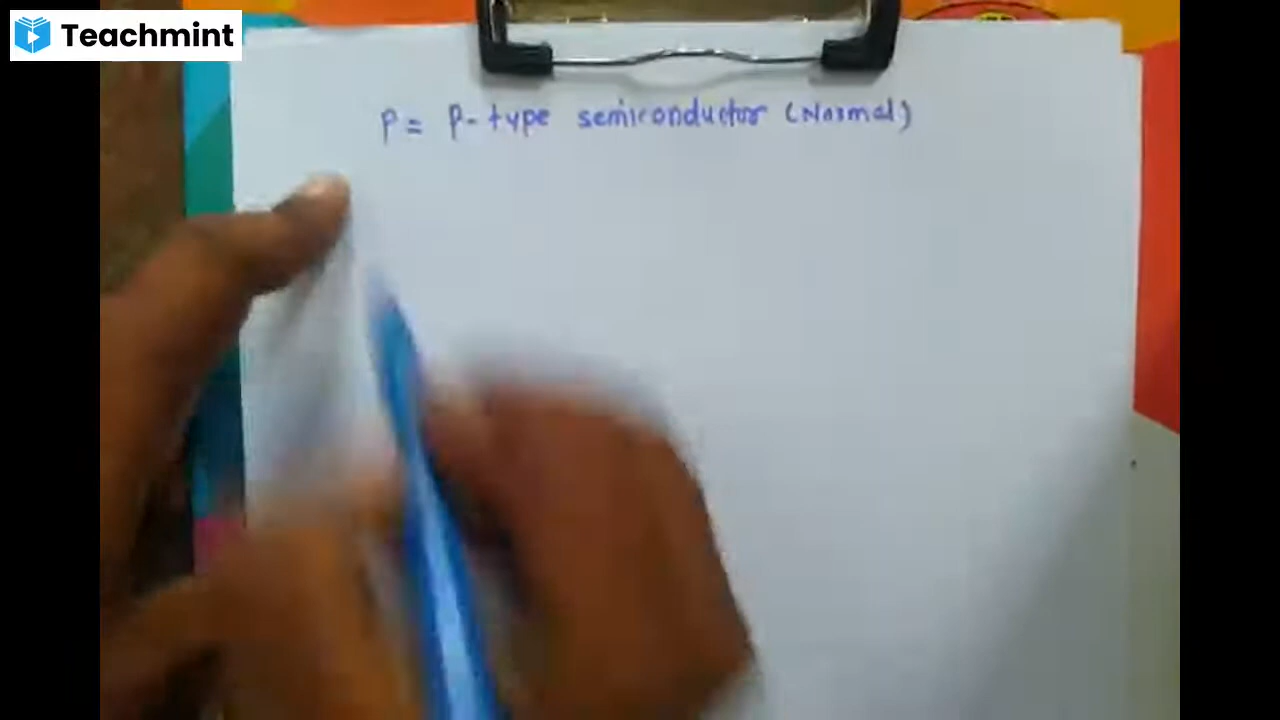 Teachmint
P = P-type semiconductor (Normal)